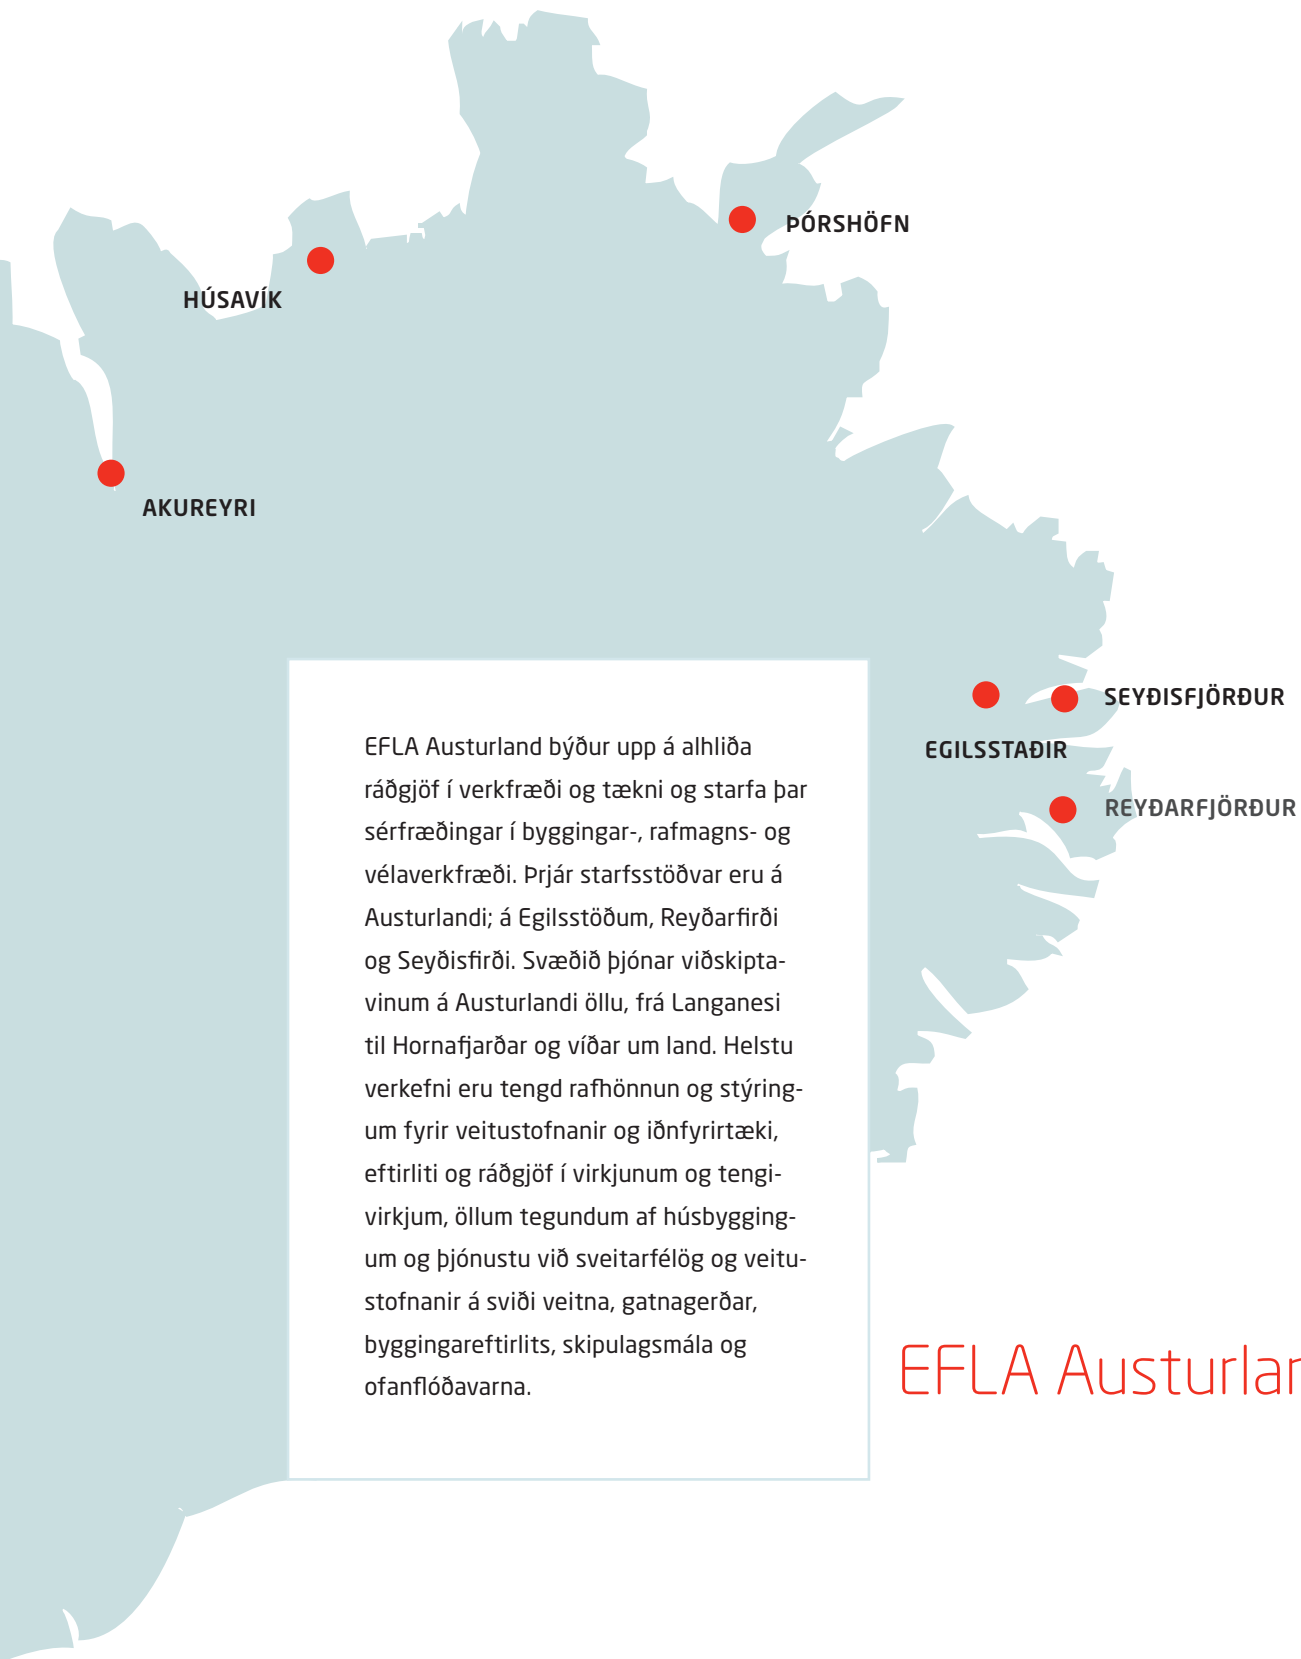 ÞÓRSHÖFN
HÚSAVÍK
AKUREYRI
SEYÐISFJÖRÐUR
EGILSSTAÐIR
REYÐARFJÖRÐUR
EFLA Austurland býður upp á alhliða
ráðgjöf í verkfræði og tækni og starfa þar
sérfræðingar í byggingar-, rafmagns- og
vélaverkfræði. Þrjár starfsstöðvar eru á
Austurlandi; á Egilsstöðum, Reyðarfirði
og Seyðisfirði. Svæðið þjónar viðskipta-
vinum á Austurlandi öllu, frá Langanesi
til Hornafjarðar og víðar um land. Helstu
verkefni eru tengd rafhönnun og stýring-
um fyrir veitustofnanir og iðnfyrirtæki,
eftirliti og ráðgjöf í virkjunum og tengi-
virkjum, öllum tegundum af húsbygging-
um og þjónustu við sveitarfélög og veitu-
stofnanir á sviði veitna, gatnagerðar,
byggingareftirlits, skipulagsmála og
ofanflóðavarna.
EFLA Austurlan